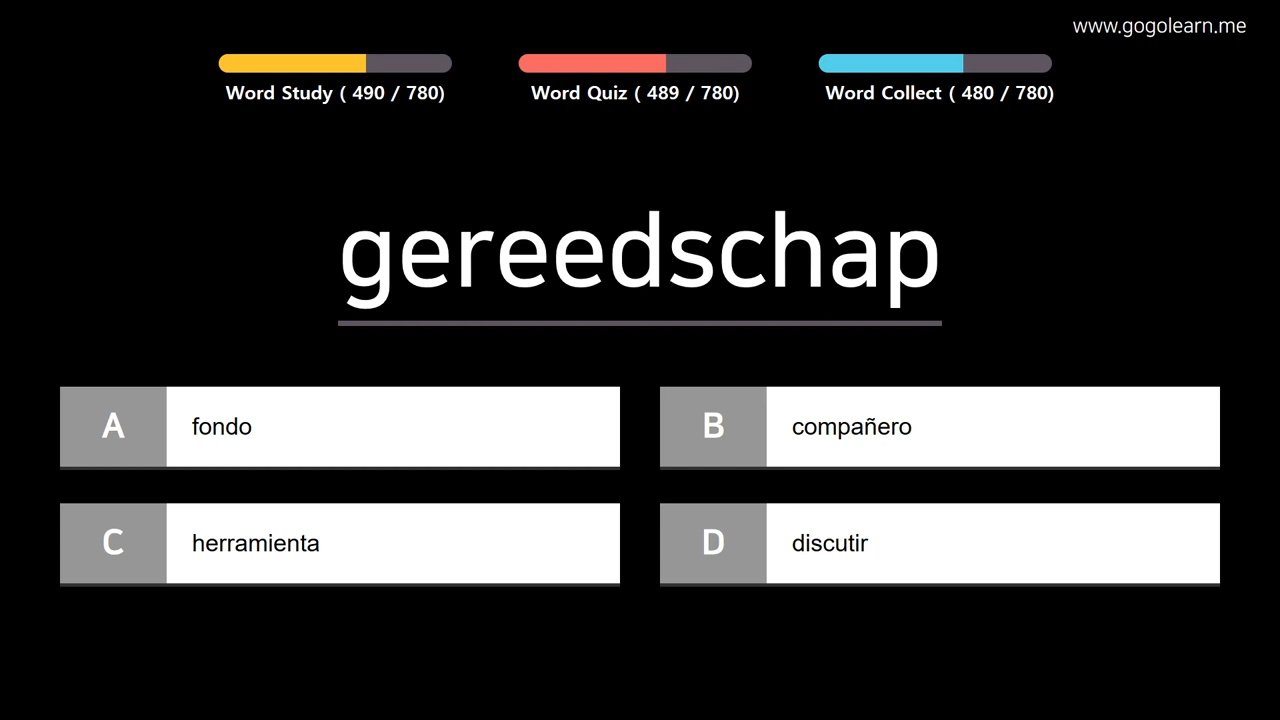 www.gogolearn.me
Word Study ( 490 / 780)
Word Quiz ( 489 / 780)
Word Collect ( 480 / 780)
gereedschap
A fondo
B compañero
C herramienta
D discutir